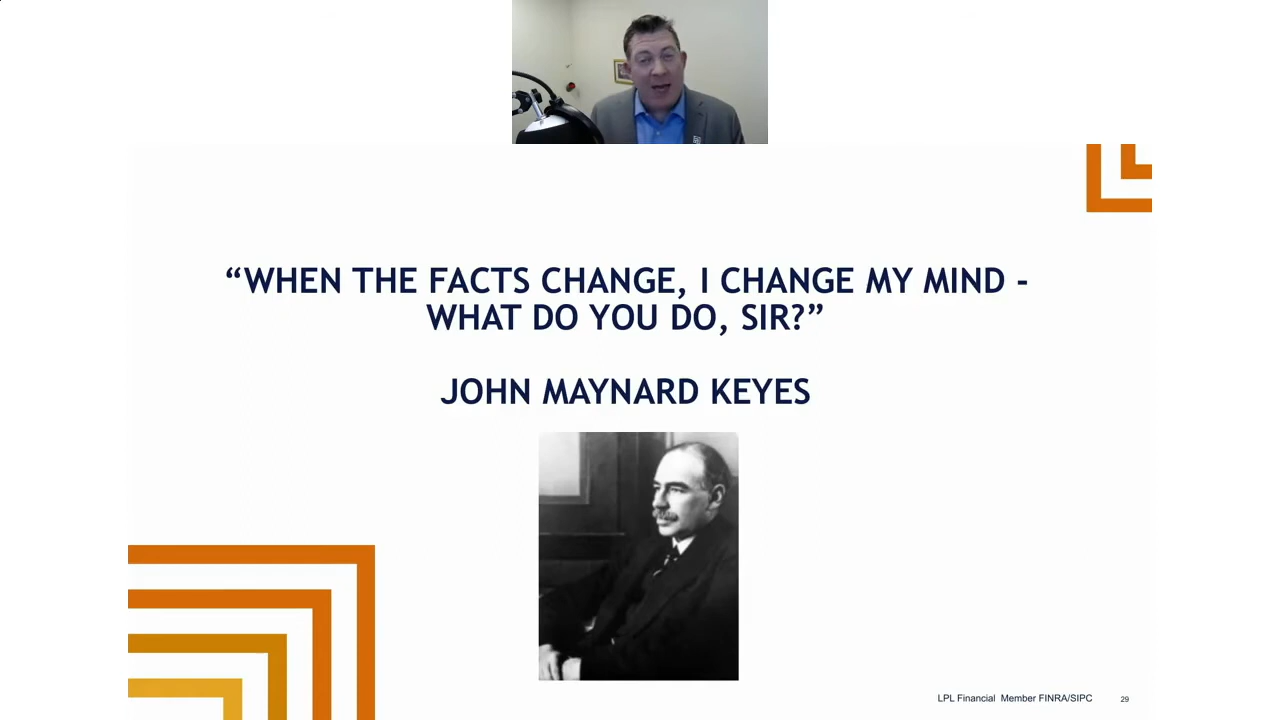 “WHEN THE FACTS CHANGE, I CHANGE MY MIND -
WHAT DO YOU DO, SIR?”
JOHN MAYNARD KEYES
LPL Financial Member FINRA/SIPC
29